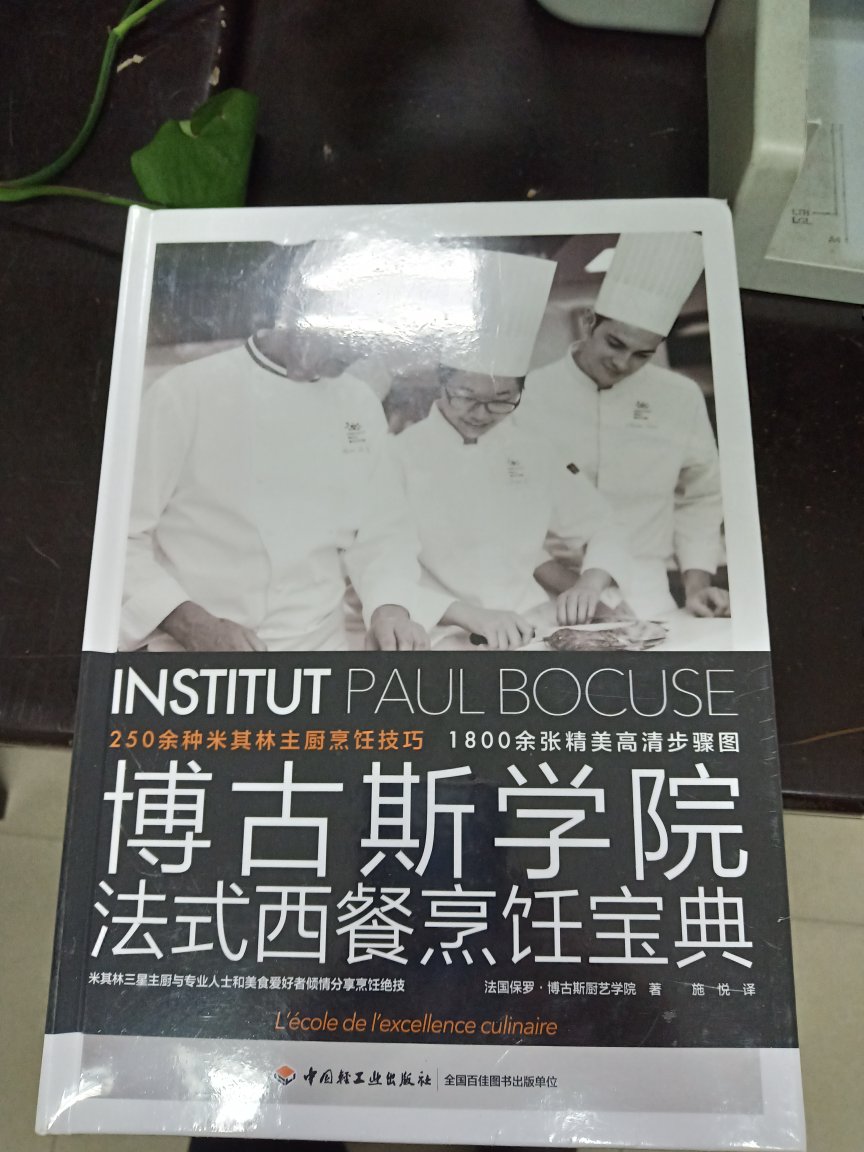 LTR
LGL
A4
INSTITUT PAUL BOCUSE
250余种米其林主厨烹饪技巧 1800余张精美高清步骤图
博古斯学院
法式西餐烹饪宝典
米其林三星主厨与专业人士和美食爱好者倾情分享烹饪绝技 法国保罗·博古斯厨艺学院 著 施 悦 译
L'école de l'excellence culinaire
中国轻工业出版社 全国百佳图书出版单位